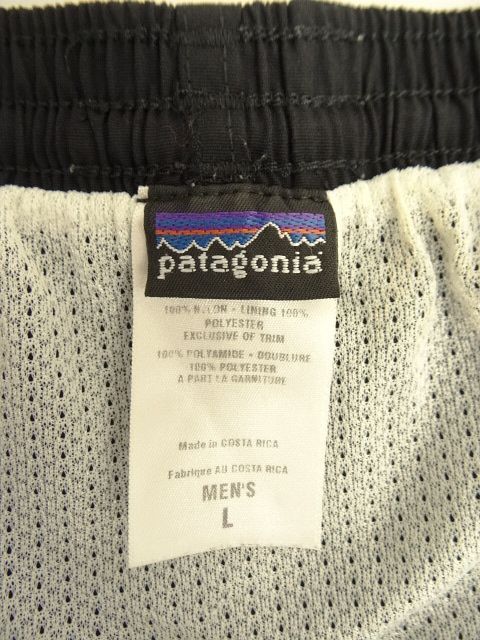 patagonia
100% NYLON - LINING 100%
POLYESTER
EXCLUSIVE OF TRIM
100% POLYAMIDE - DOUBLURE
100% POLYESTER
A PART LA GARNITURE
Made in COSTA RICA
Fabrique AU COSTA RICA
MEN'S
L